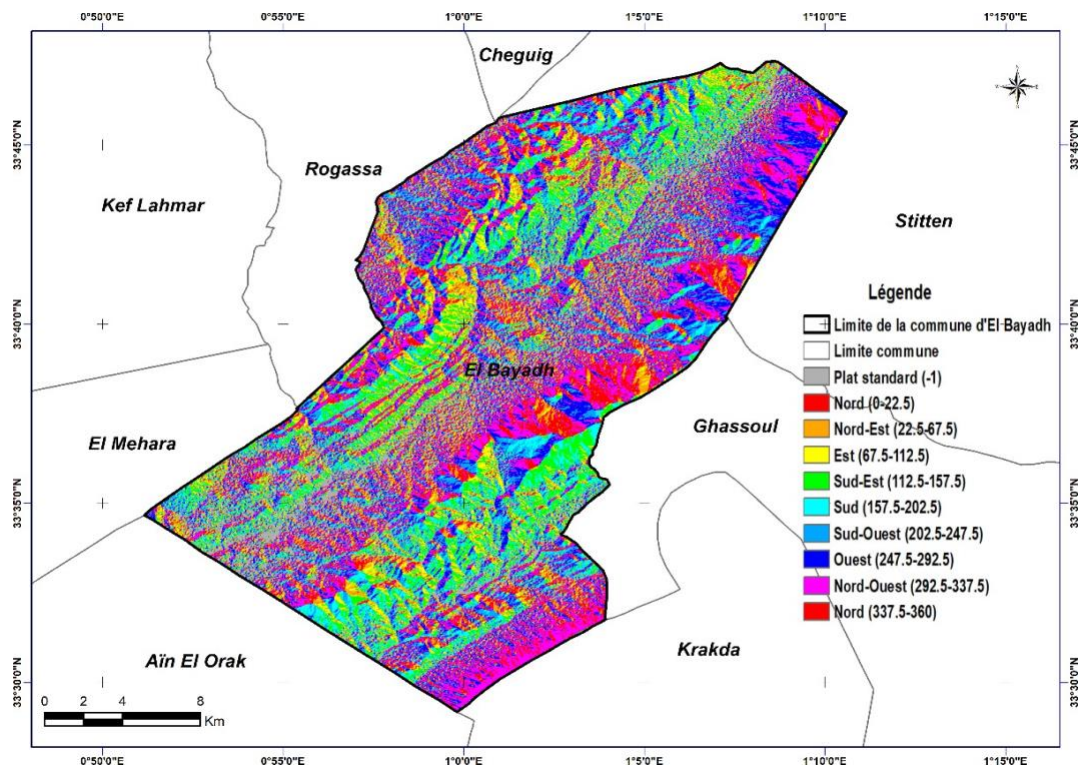 0°50'0"E 0°55'0"E 1°0'0"E 1°5'0"E 1°10'0"E 1°15'0"E
Cheguig
33°45'0"N
33°45'0"N
Rogassa
Kef Lahmar
Stitten
Légende
Limite de la commune d'El Bayadh
Limite commune
Plat standard (-1)
Nord (0-22.5)
Nord-Est (22.5-67.5)
Est (67.5-112.5)
Sud-Est (112.5-157.5)
Sud (157.5-202.5)
Sud-Ouest (202.5-247.5)
Ouest (247.5-292.5)
Nord-Ouest (292.5-337.5)
Nord (337.5-360)
33°40'0"N
33°40'0"N
El Bayadh
El Mehara
Ghassoul
33°35'0"N
33°35'0"N
Aïn El Orak
Krakda
33°30'0"N
33°30'0"N
0 2 4 8
Km
0°50'0"E 0°55'0"E 1°0'0"E 1°5'0"E 1°10'0"E 1°15'0"E